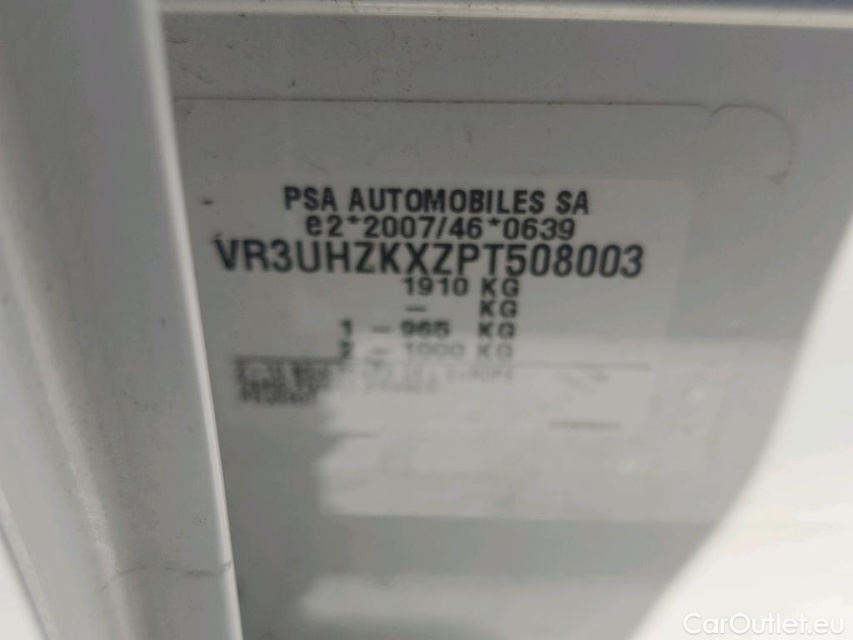 PSA AUTOMOBILES SA
e2*2007/46*0639
VR3UHZKXZPT508003
1910 KG
- KG
1 - 965 KG
2 - 1000 KG
CarOutlet.eu